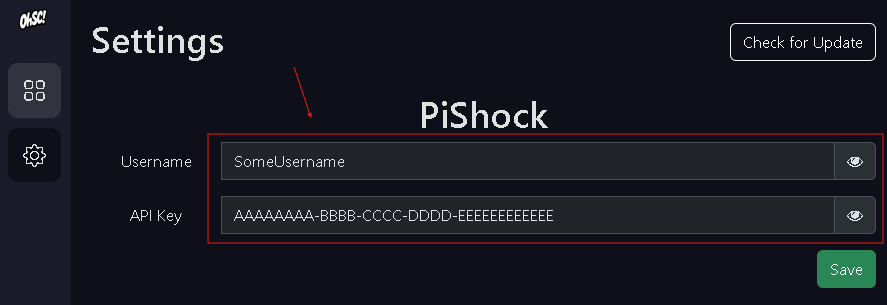 OhSC!
Settings
Check for Update
PiShock
Username
SomeUsername
API Key
AAAAAAAA-BBBB-CCCC-DDDD-EEEEEEEEEEEE
Save